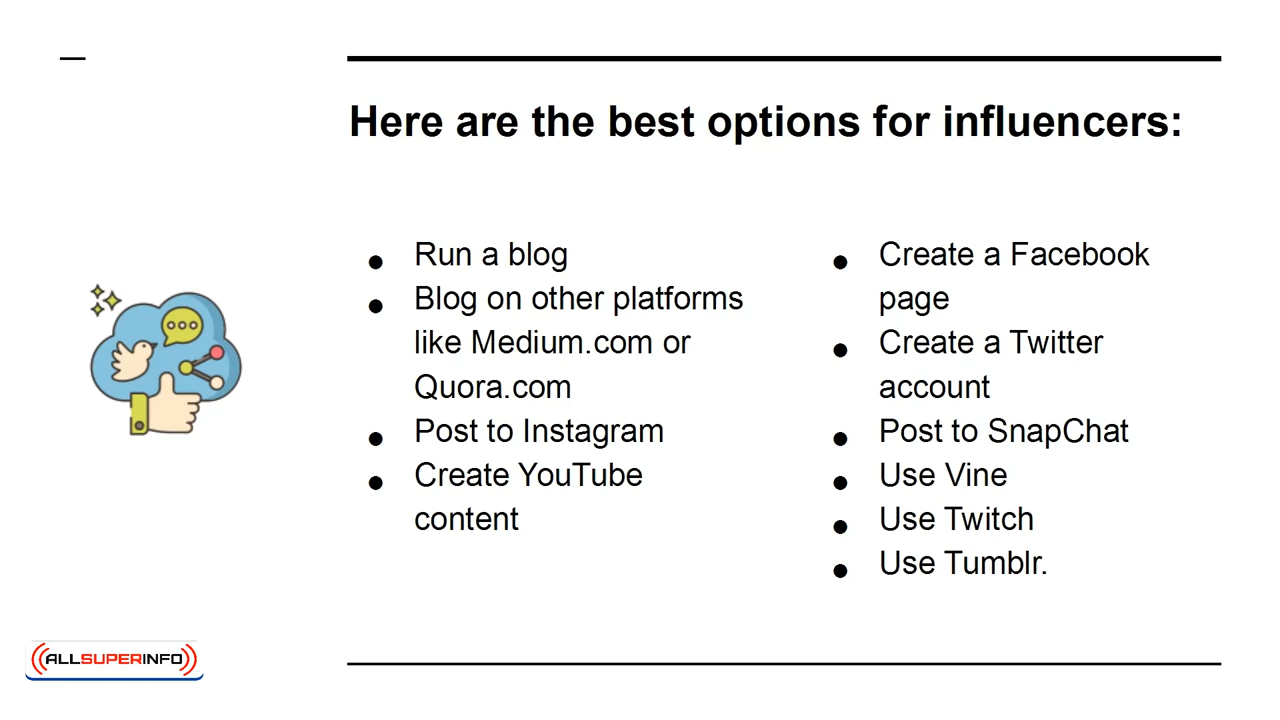 Here are the best options for influencers:
Run a blog
Blog on other platforms
like Medium.com or
Quora.com
Post to Instagram
Create YouTube
content
Create a Facebook
page
Create a Twitter
account
Post to SnapChat
Use Vine
Use Twitch
Use Tumblr.
ALLSUPERINFO